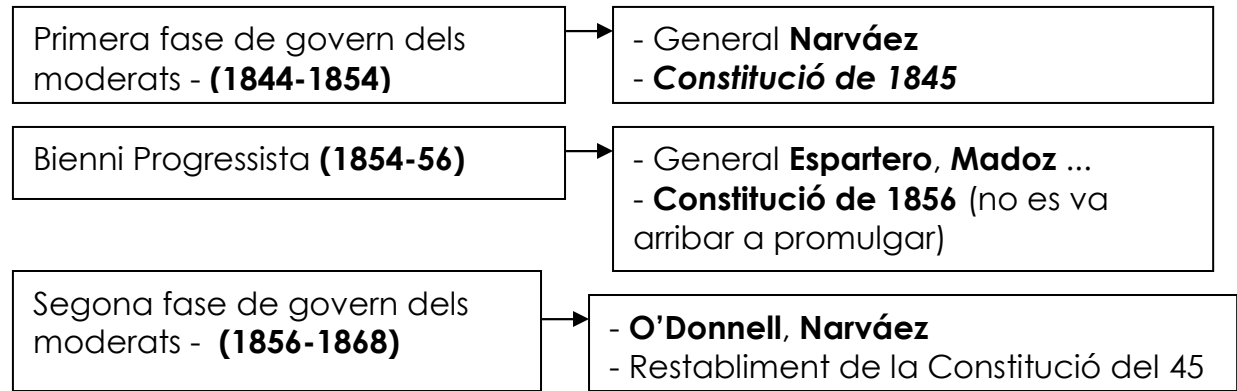 Primera fase de govern dels
moderats - (1844-1854)
- General Narváez
- Constitució de 1845
Bienni Progressista (1854-56)
- General Espartero, Madoz ...
- Constitució de 1856 (no es va
arribar a promulgar)
Segona fase de govern dels
moderats - (1856-1868)
- O’Donnell, Narváez
- Restabliment de la Constitució del 45